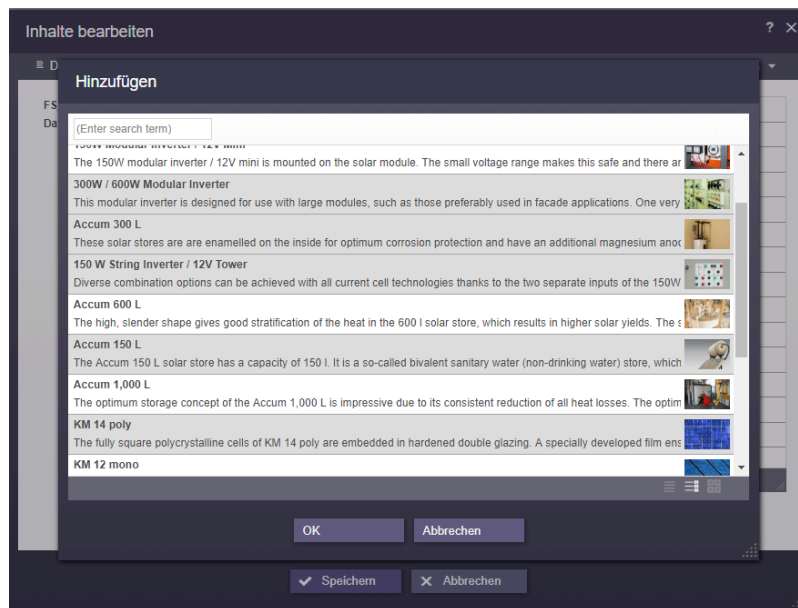 Inhalte bearbeiten
? ×
D
Hinzufügen
FS
Da
(Enter search term)
150W Modular Inverter / 12V Mini
The 150W modular inverter / 12V mini is mounted on the solar module. The small voltage range makes this safe and there ar
300W / 600W Modular Inverter
This modular inverter is designed for use with large modules, such as those preferably used in facade applications. One very
Accum 300 L
These solar stores are are enamelled on the inside for optimum corrosion protection and have an additional magnesium anoc
150 W String Inverter / 12V Tower
Diverse combination options can be achieved with all current cell technologies thanks to the two separate inputs of the 150W
Accum 600 L
The high, slender shape gives good stratification of the heat in the 600 l solar store, which results in higher solar yields. The s
Accum 150 L
The Accum 150 L solar store has a capacity of 150 l. It is a so-called bivalent sanitary water (non-drinking water) store, which
Accum 1,000 L
The optimum storage concept of the Accum 1,000 L is impressive due to its consistent reduction of all heat losses. The optim
KM 14 poly
The fully square polycrystalline cells of KM 14 poly are embedded in hardened double glazing. A specially developed film ens
KM 12 mono
OK Abbrechen
Speichern Abbrechen